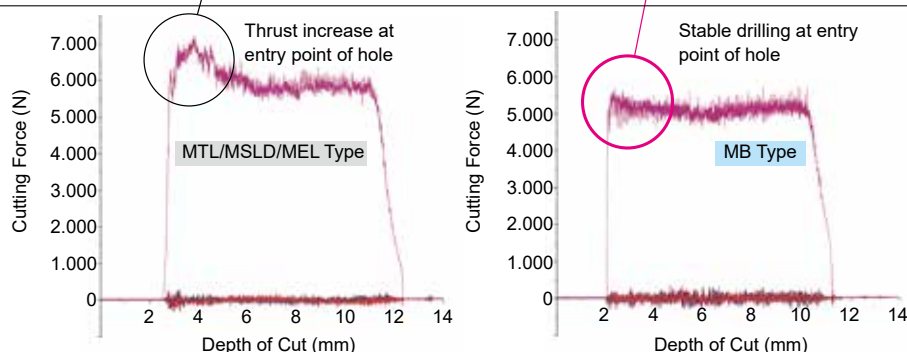 Thrust increase at
entry point of hole
7.000
6.000
5.000
4.000
3.000
2.000
1.000
0
Cutting Force (N)
MTL/MSLD/MEL Type
2 4 6 8 10 12 14
Depth of Cut (mm)
Stable drilling at entry
point of hole
7.000
6.000
5.000
4.000
3.000
2.000
1.000
0
Cutting Force (N)
MB Type
0 2 4 6 8 10 12 14
Depth of Cut (mm)